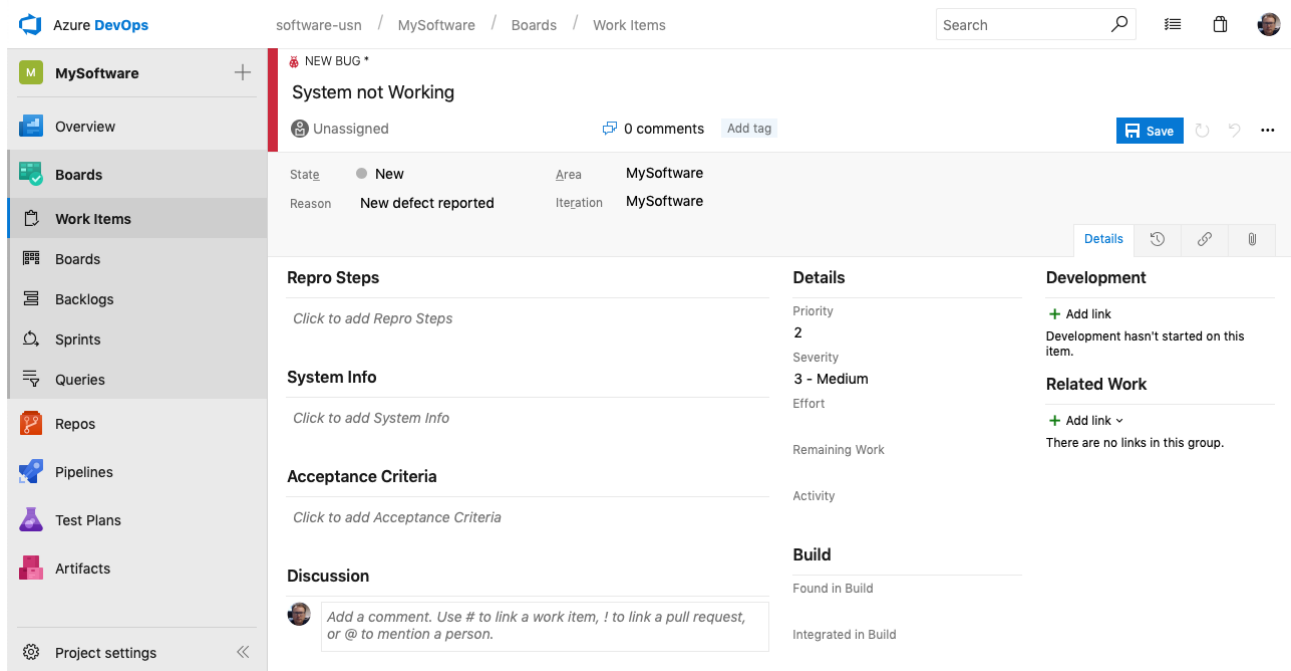 Azure DevOps
software-usn / MySoftware / Boards / Work Items
Search
M MySoftware
Overview
Boards
Work Items
Boards
Backlogs
Sprints
Queries
Repos
Pipelines
Test Plans
Artifacts
Project settings
NEW BUG *
System not Working
Unassigned
0 comments
Add tag
Save
State New
Area MySoftware
Reason New defect reported
Iteration MySoftware
Details
Repro Steps
Click to add Repro Steps
System Info
Click to add System Info
Acceptance Criteria
Click to add Acceptance Criteria
Discussion
Add a comment. Use # to link a work item, ! to link a pull request,
or @ to mention a person.
Details
Priority
2
Severity
3 - Medium
Effort
Remaining Work
Activity
Build
Found in Build
Integrated in Build
Development
+ Add link
Development hasn't started on this
item.
Related Work
+ Add link
There are no links in this group.